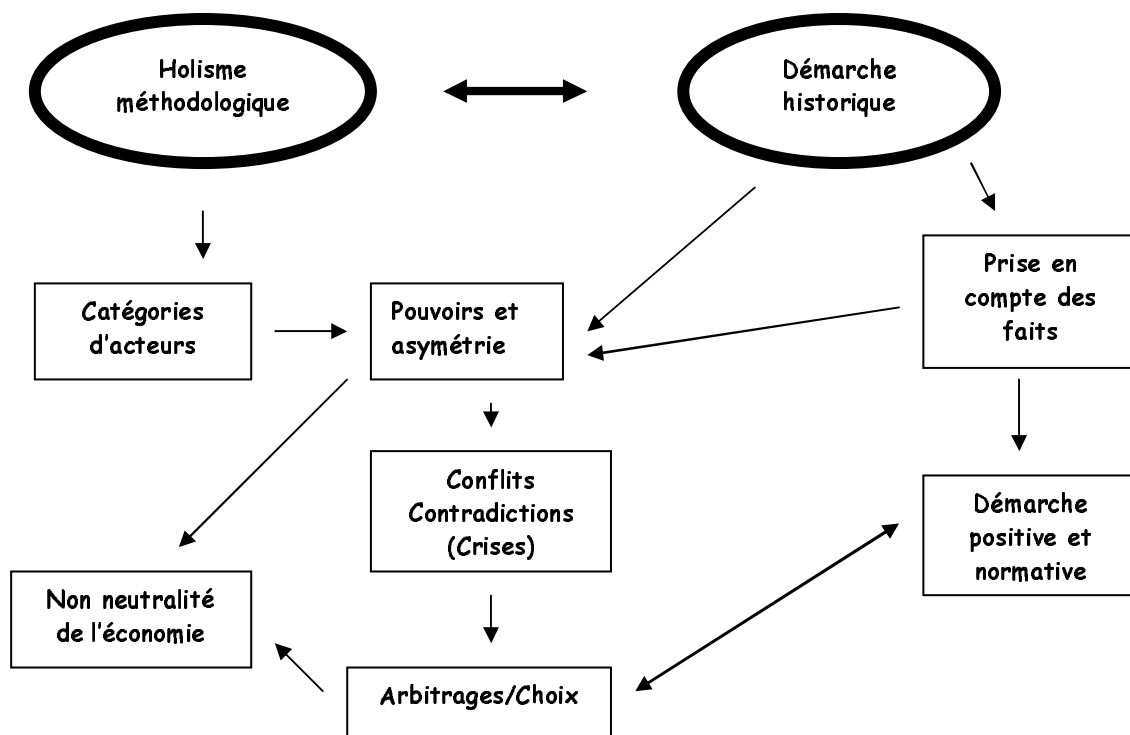 Holisme
méthodologique
Démarche
historique
Catégories
d'acteurs
Pouvoirs et
asymétrie
Prise en
compte des
faits
Conflits
Contradictions
(Crises)
Démarche
positive et
normative
Non neutralité
de l'économie
Arbitrages/Choix